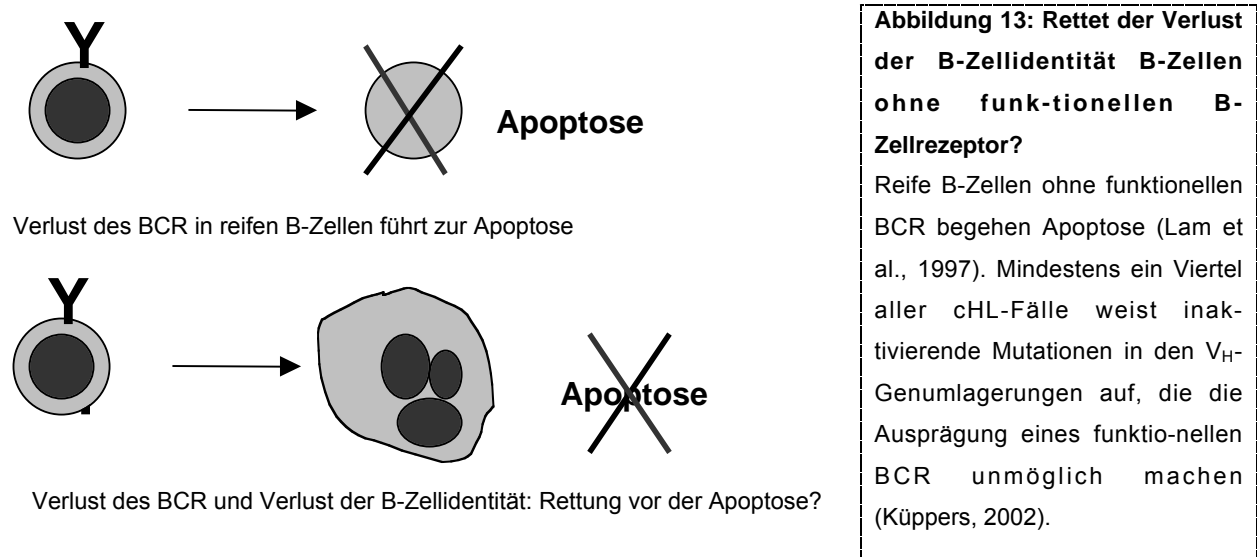 Y
Apoptose
Verlust des BCR in reifen B-Zellen führt zur Apoptose
Y
Apoptose
Verlust des BCR und Verlust der B-Zellidentität: Rettung vor der Apoptose?
Abbildung 13: Rettet der Verlust
der B-Zellidentität B-Zellen
ohne funk-tionellen B-
Zellrezeptor?
Reife B-Zellen ohne funktionellen
BCR begehen Apoptose (Lam et
al., 1997). Mindestens ein Viertel
aller cHL-Fälle weist inak-
tivierende Mutationen in den VH-
Genumlagerungen auf, die die
Ausprägung eines funktio-nellen
BCR unmöglich machen
(Küppers, 2002).